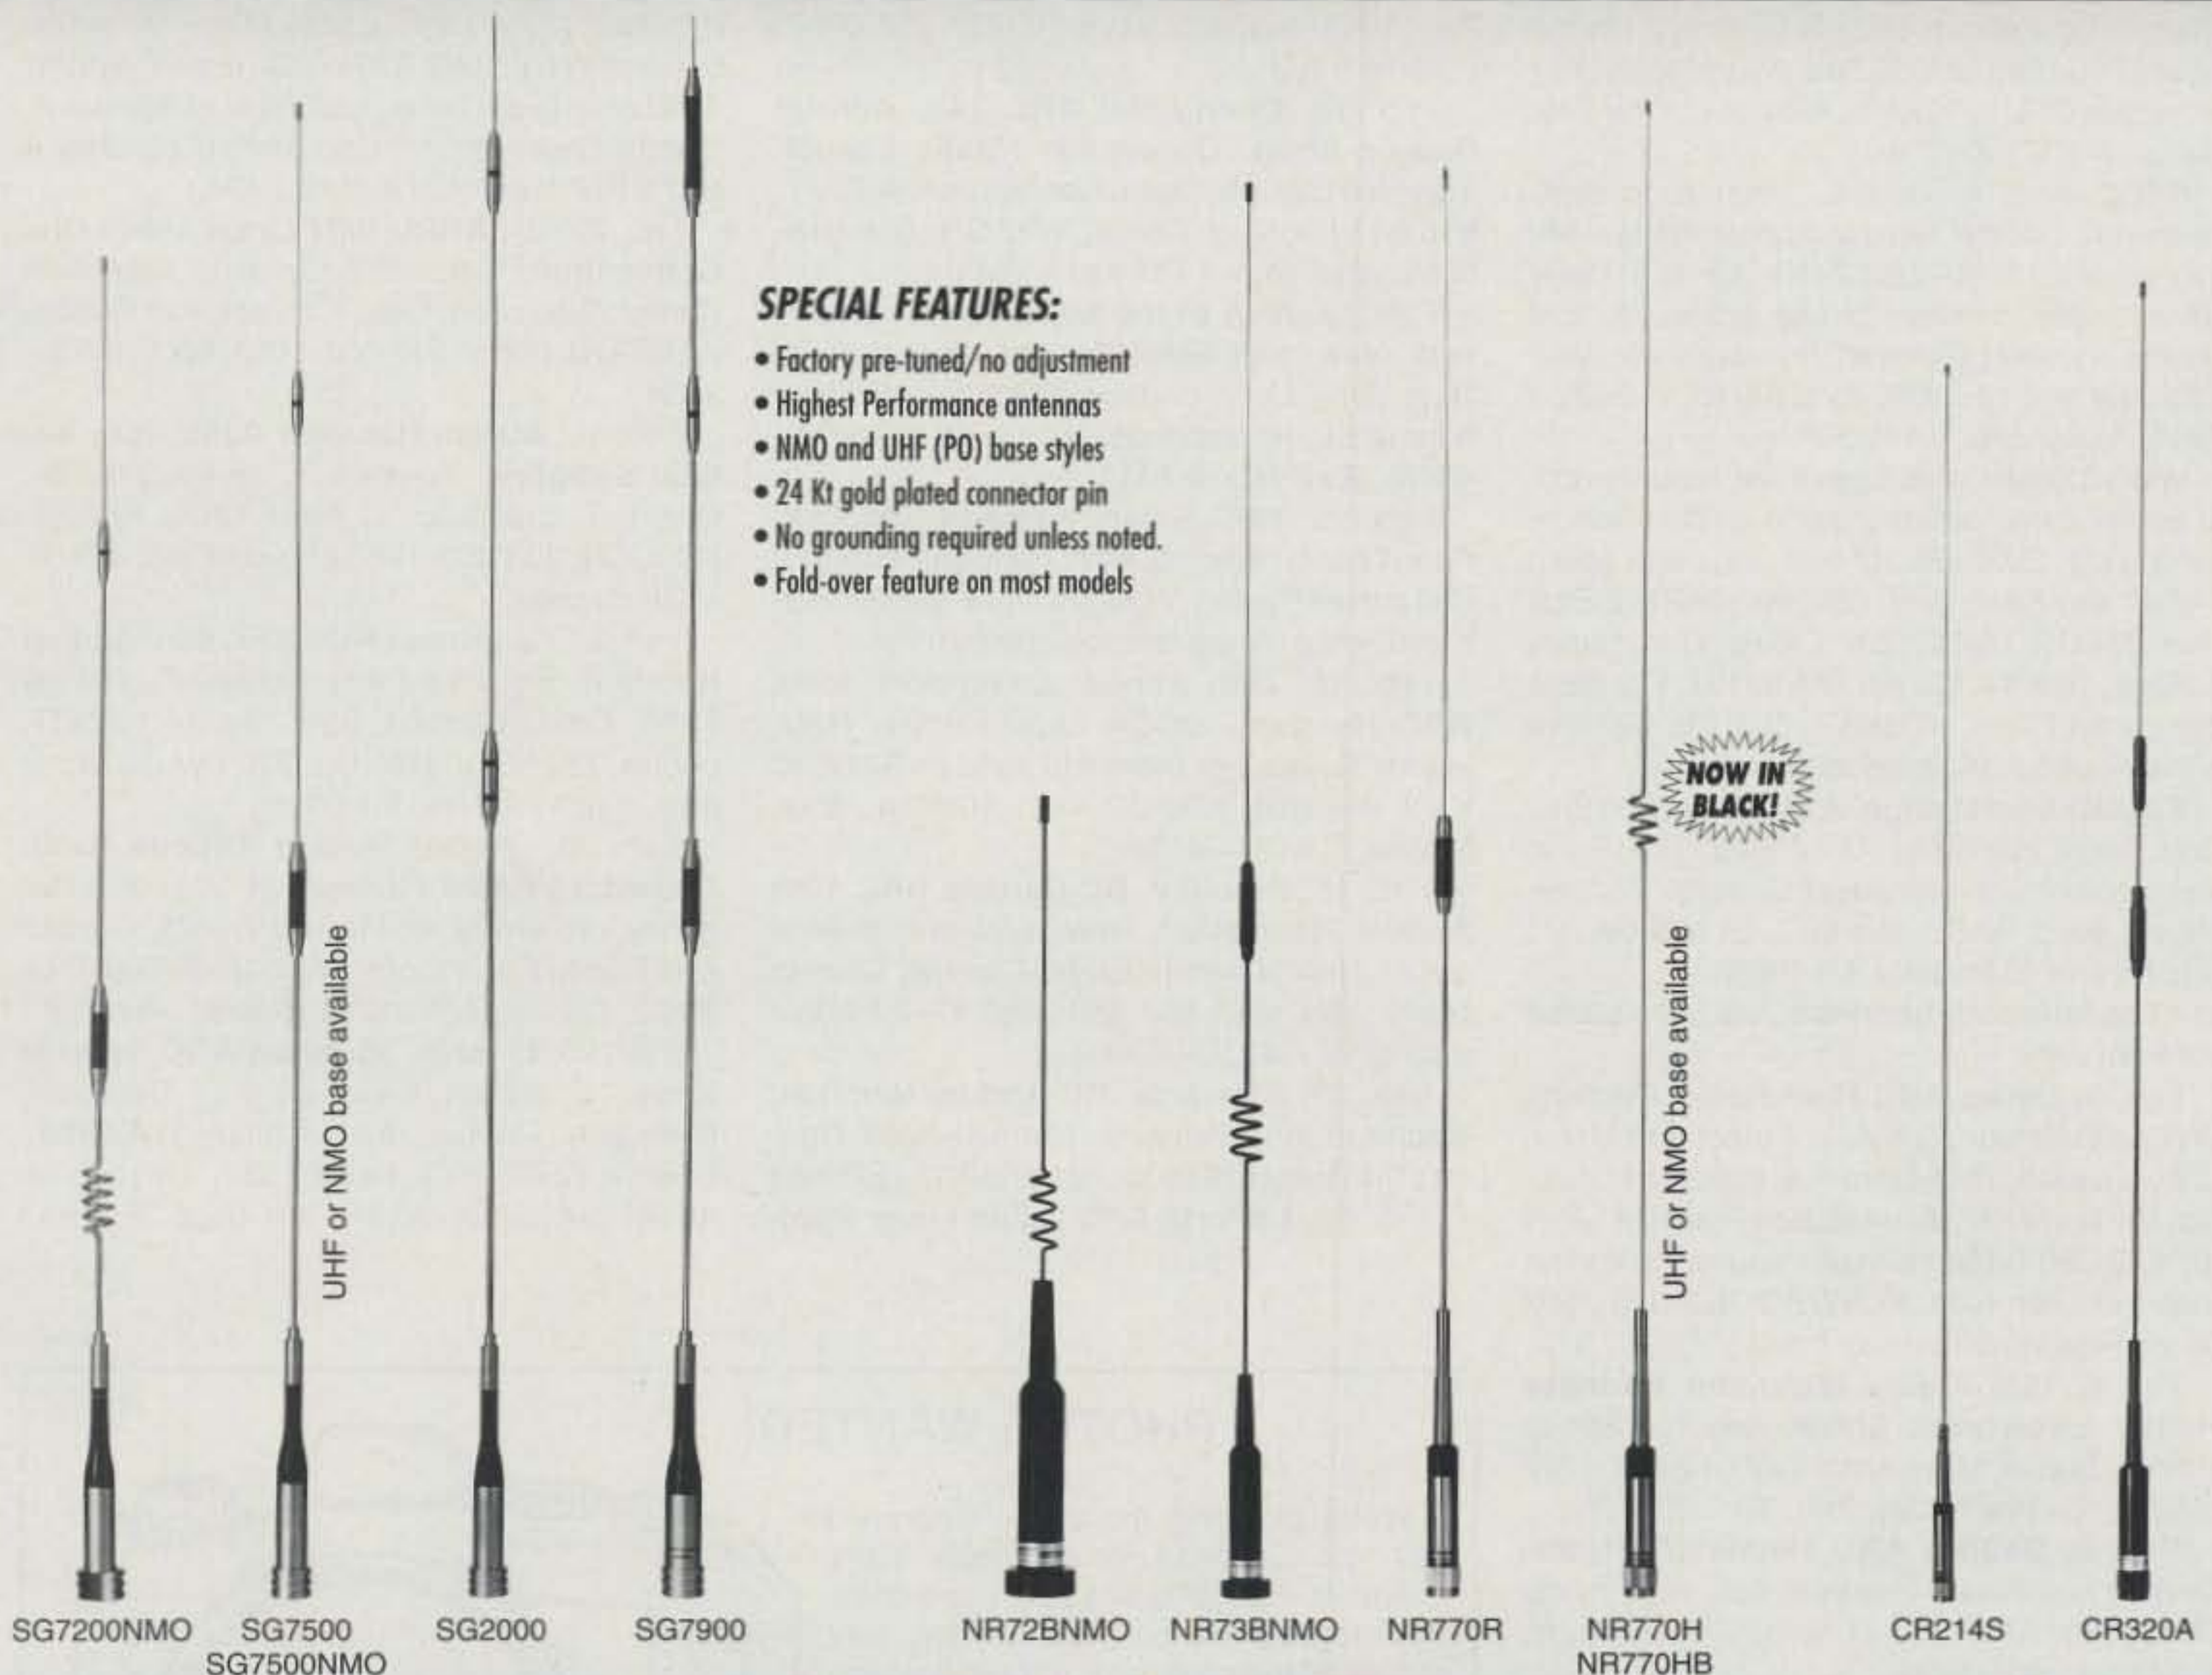 SPECIAL FEATURES:
• Factory pre-tuned/no adjustment
• Highest Performance antennas
• NMO and UHF (PO) base styles
• 24 Kt gold plated connector pin
• No grounding required unless noted.
• Fold-over feature on most models
NOW IN
BLACK!
UHF or NMO base available
UHF or NMO base available
SG7200NMO
SG7500
SG7500NMO
SG2000
SG7900
NR72BNMO
NR73BNMO
NR770R
NR770H
NR770HB
CR214S
CR320A